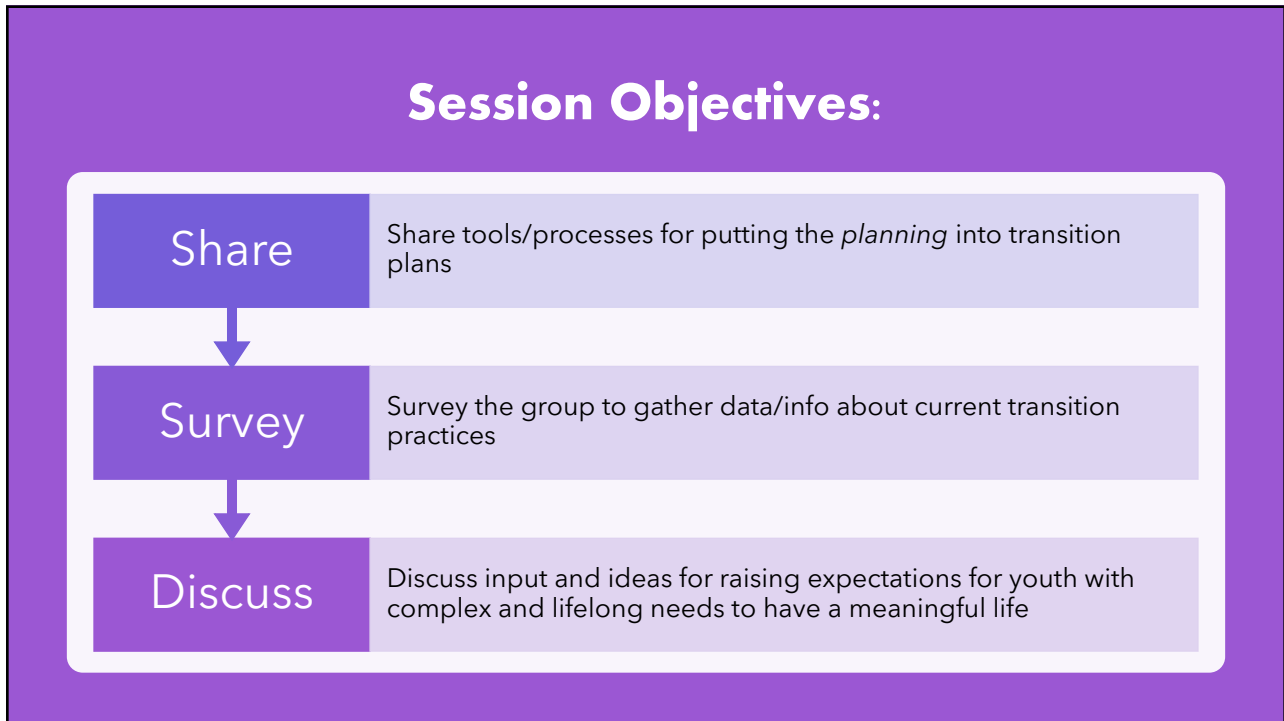 Session Objectives:
Share
Share tools/processes for putting the planning into transition
plans
Survey
Survey the group to gather data/info about current transition
practices
Discuss
Discuss input and ideas for raising expectations for youth with
complex and lifelong needs to have a meaningful life